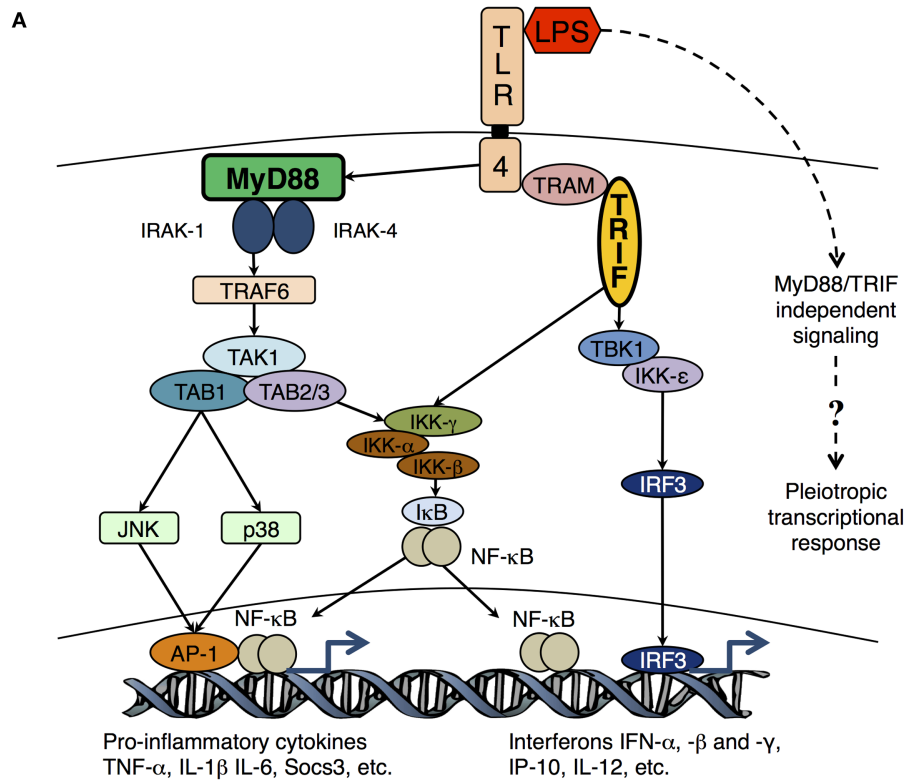 A
TLR
LPS
4
MyD88
TRAM
TRIF
IRAK-1
IRAK-4
TRAF6
MyD88/TRIF
independent
signaling
TAK1
TBK1
TAB1
TAB2/3
IKK-ε
IKK-γ
?
IKK-α
IKK-β
IRF3
Pleiotropic
transcriptional
response
IκB
JNK
p38
NF-κB
NF-κB
NF-κB
AP-1
IRF3
Pro-inflammatory cytokines
TNF-α, IL-1β IL-6, Socs3, etc.
Interferons IFN-α, -β and -γ,
IP-10, IL-12, etc.